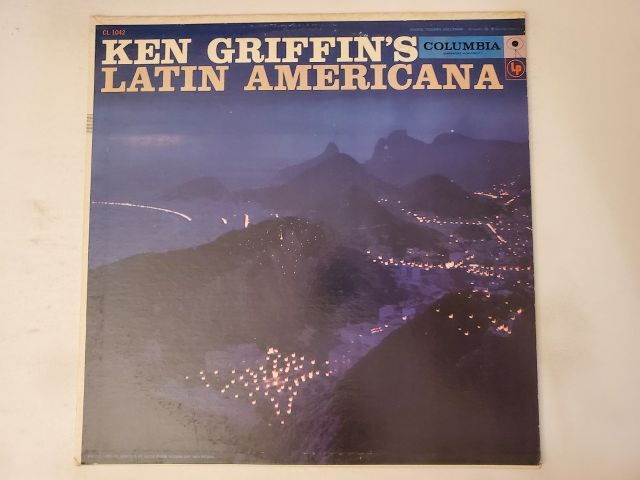 CL 1042
KEN GRIFFIN'S
LATIN AMERICANA
COLUMBIA
LP